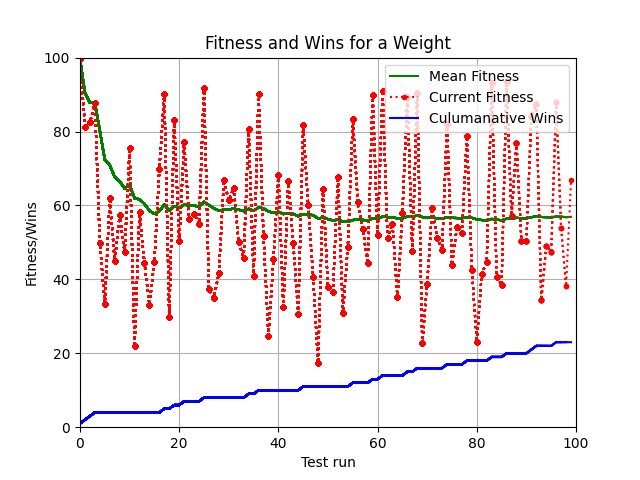 Fitness and Wins for a Weight
Mean Fitness
Current Fitness
Culumanative Wins
Fitness/Wins
100
80
60
40
20
0
0 20 40 60 80 100
Test run